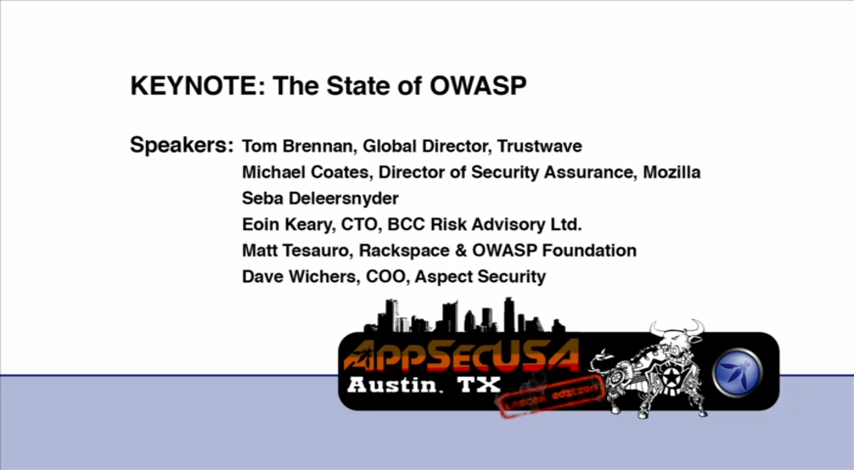 KEYNOTE: The State of OWASP
Speakers: Tom Brennan, Global Director, Trustwave
Michael Coates, Director of Security Assurance, Mozilla
Seba Deleersnyder
Eoin Keary, CTO, BCC Risk Advisory Ltd.
Matt Tesauro, Rackspace & OWASP Foundation
Dave Wichers, COO, Aspect Security
AppSecUSA
Austin, TX